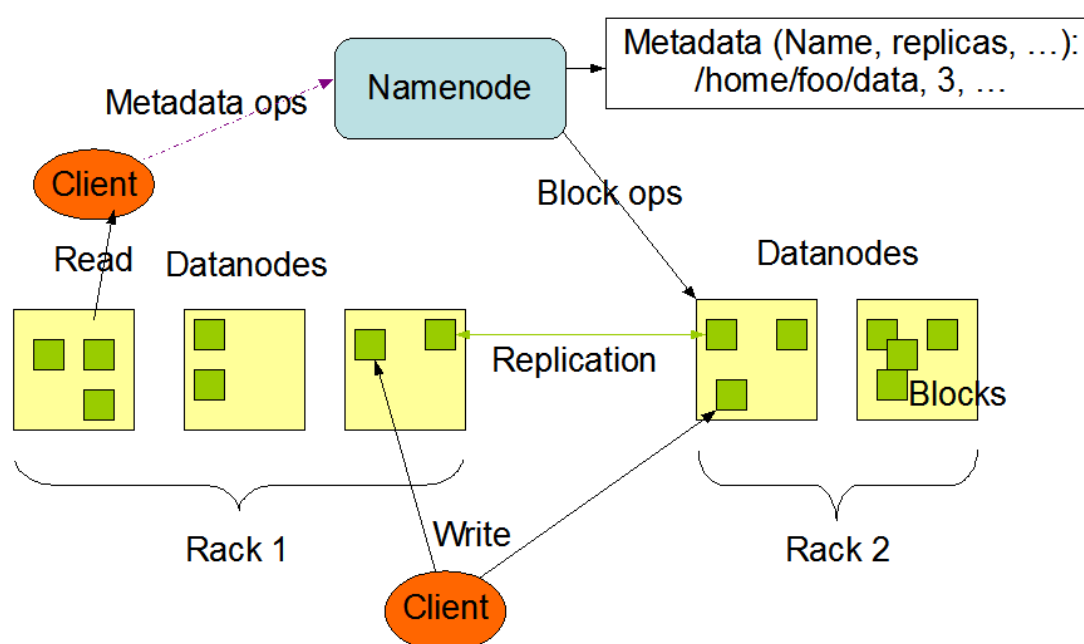 Metadata (Name, replicas, …):
/home/foo/data, 3, …
Namenode
Metadata ops
Client
Block ops
Read
Datanodes
Datanodes
Replication
Blocks
Write
Rack 1
Rack 2
Client